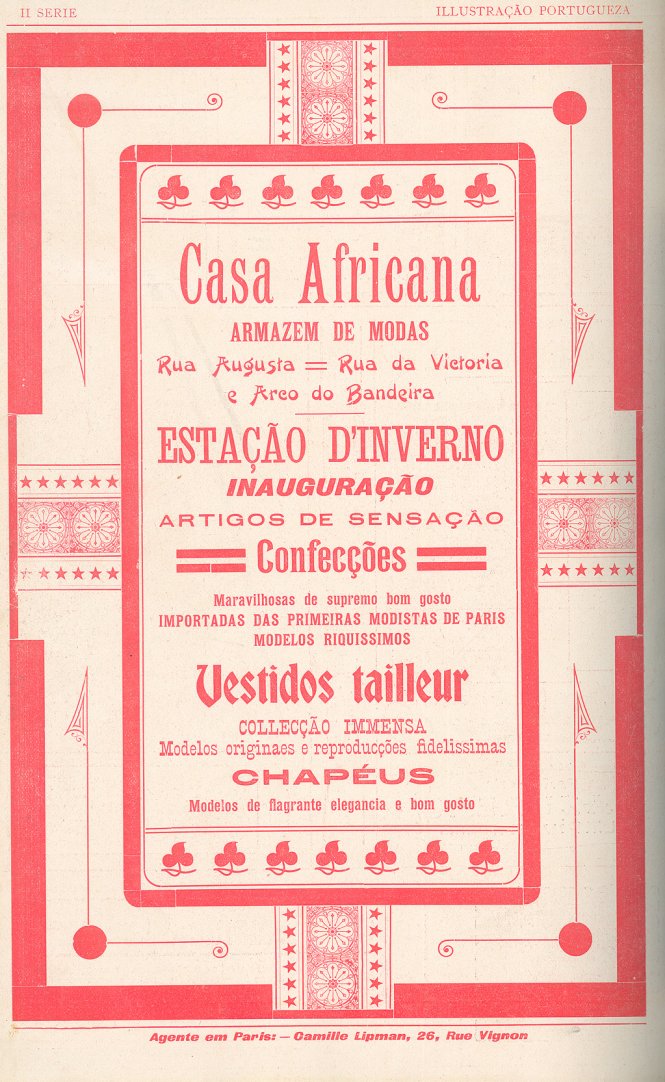 II SERIE
ILLUSTRAÇÃO PORTUGUEZA
Casa Africana
ARMAZEM DE MODAS
Rua Augusta = Rua da Victoria
e Arco do Bandeira
ESTAÇÃO D'INVERNO
INAUGURAÇÃO
ARTIGOS DE SENSAÇÃO
Confecções
Maravilhosas de supremo bom gosto
IMPORTADAS DAS PRIMEIRAS MODISTAS DE PARIS
MODELOS RIQUISSIMOS
Vestidos tailleur
COLLECÇÃO IMMENSA
Modelos originaes e reproducções fidelissimas
CHAPÉUS
Modelos de flagrante elegancia e bom gosto
Agente em Paris: — Camille Lipman, 26, Rue Vignon